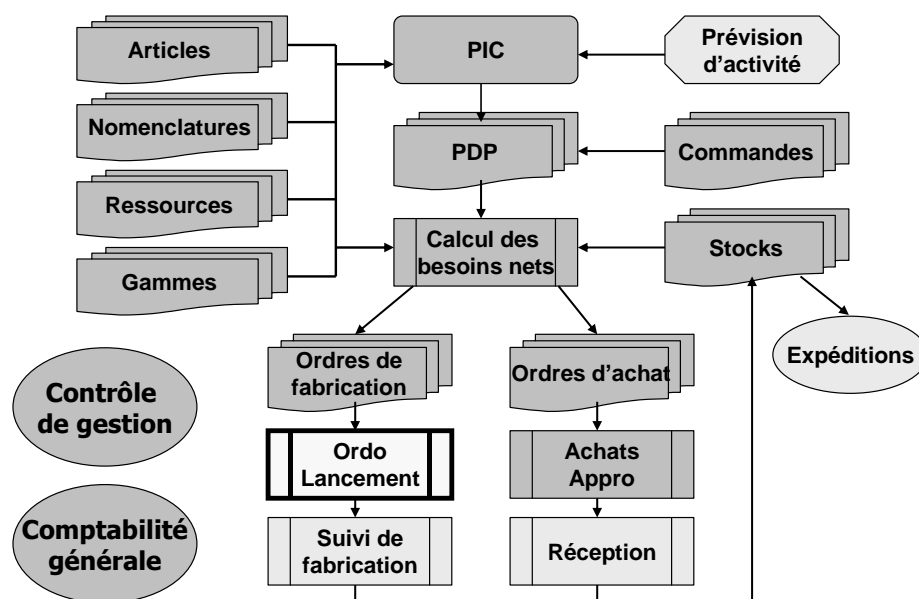 Articles
PIC
Prévision
d’activité
Nomenclatures
PDP
Commandes
Ressources
Calcul des
besoins nets
Stocks
Gammes
Ordres de
fabrication
Ordres d’achat
Expéditions
Contrôle
de gestion
Ordo
Lancement
Achats
Appro
Comptabilité
générale
Suivi de
fabrication
Réception